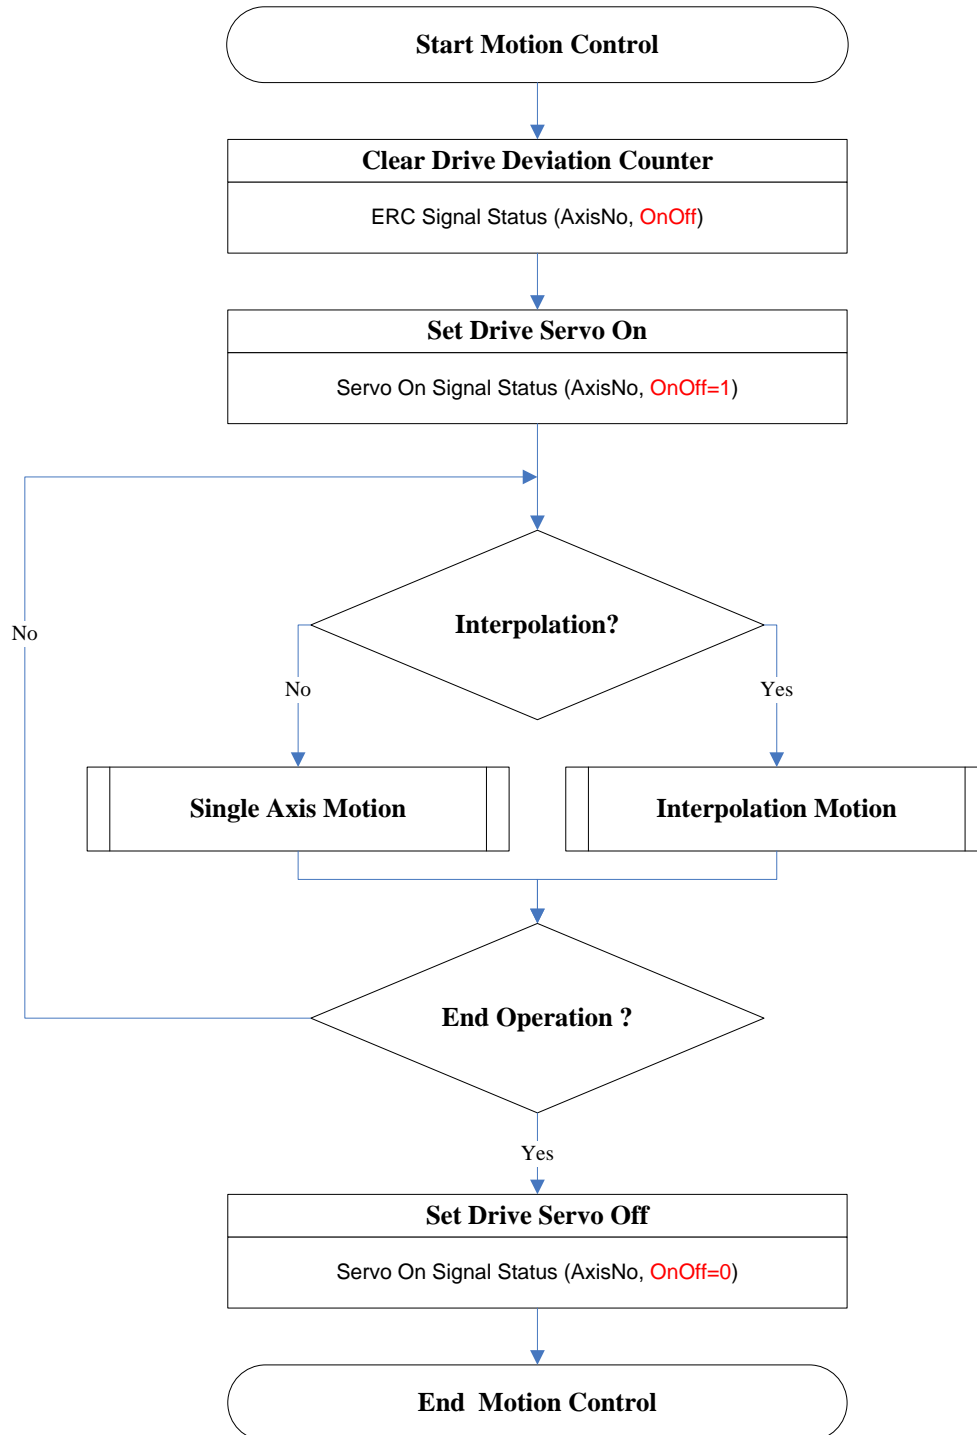 Start Motion Control
Clear Drive Deviation Counter
ERC Signal Status (AxisNo, OnOff)
Set Drive Servo On
Servo On Signal Status (AxisNo, OnOff=1)
Interpolation?
No
No
Yes
Single Axis Motion
Interpolation Motion
End Operation ?
Yes
Set Drive Servo Off
Servo On Signal Status (AxisNo, OnOff=0)
End  Motion Control